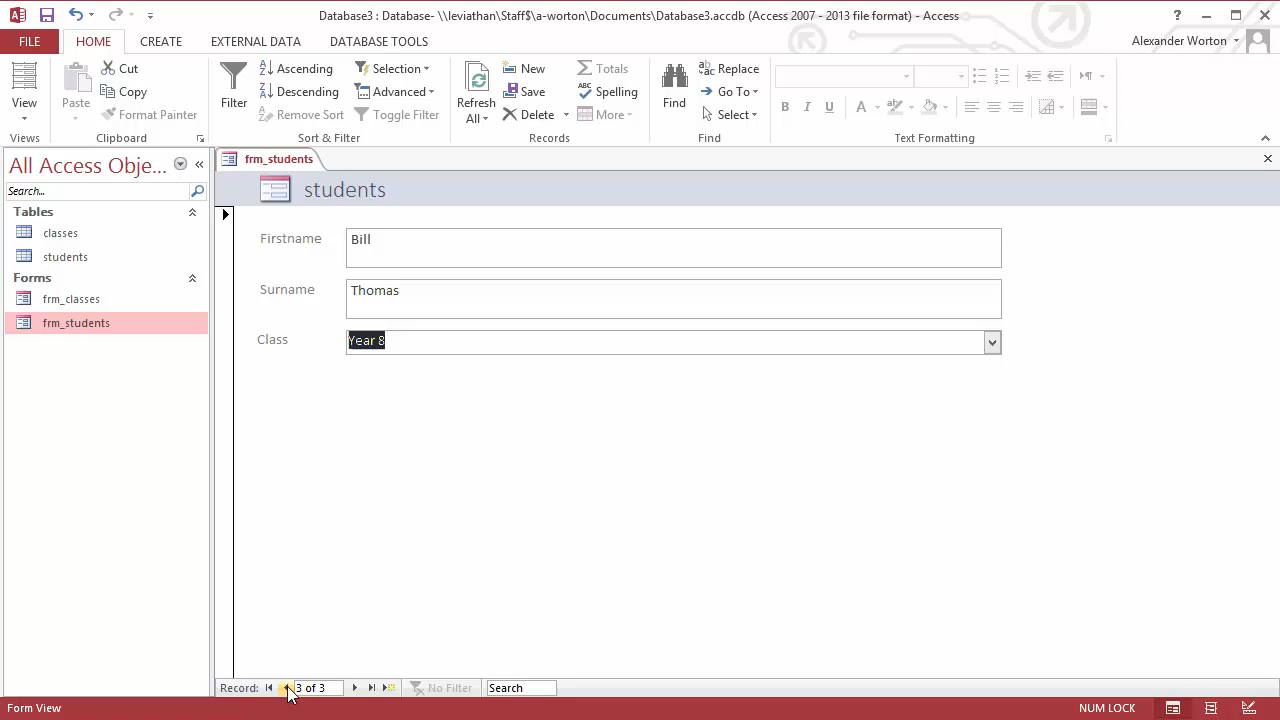 Database3 : Database- \\leviathan\Staff$\a-worton\Documents\Database3.accdb (Access 2007 - 2013 file format) - Access
FILE HOME CREATE EXTERNAL DATA DATABASE TOOLS Alexander Worton
View
Views
Paste
Cut
Copy
Format Painter
Clipboard
Filter
Ascending
Descending
Remove Sort
Selection
Advanced
Toggle Filter
Sort & Filter
Refresh
All
New
Save
Delete
Totals
Spelling
More
Records
Find
Replace
Go To
Select
Find
B I U
A
Text Formatting
All Access Obje...
Search...
Tables
classes
students
Forms
frm_classes
frm_students
frm_students
students
Firstname Bill
Surname Thomas
Class Year 8
Record: 3 of 3 No Filter Search
Form View NUM LOCK